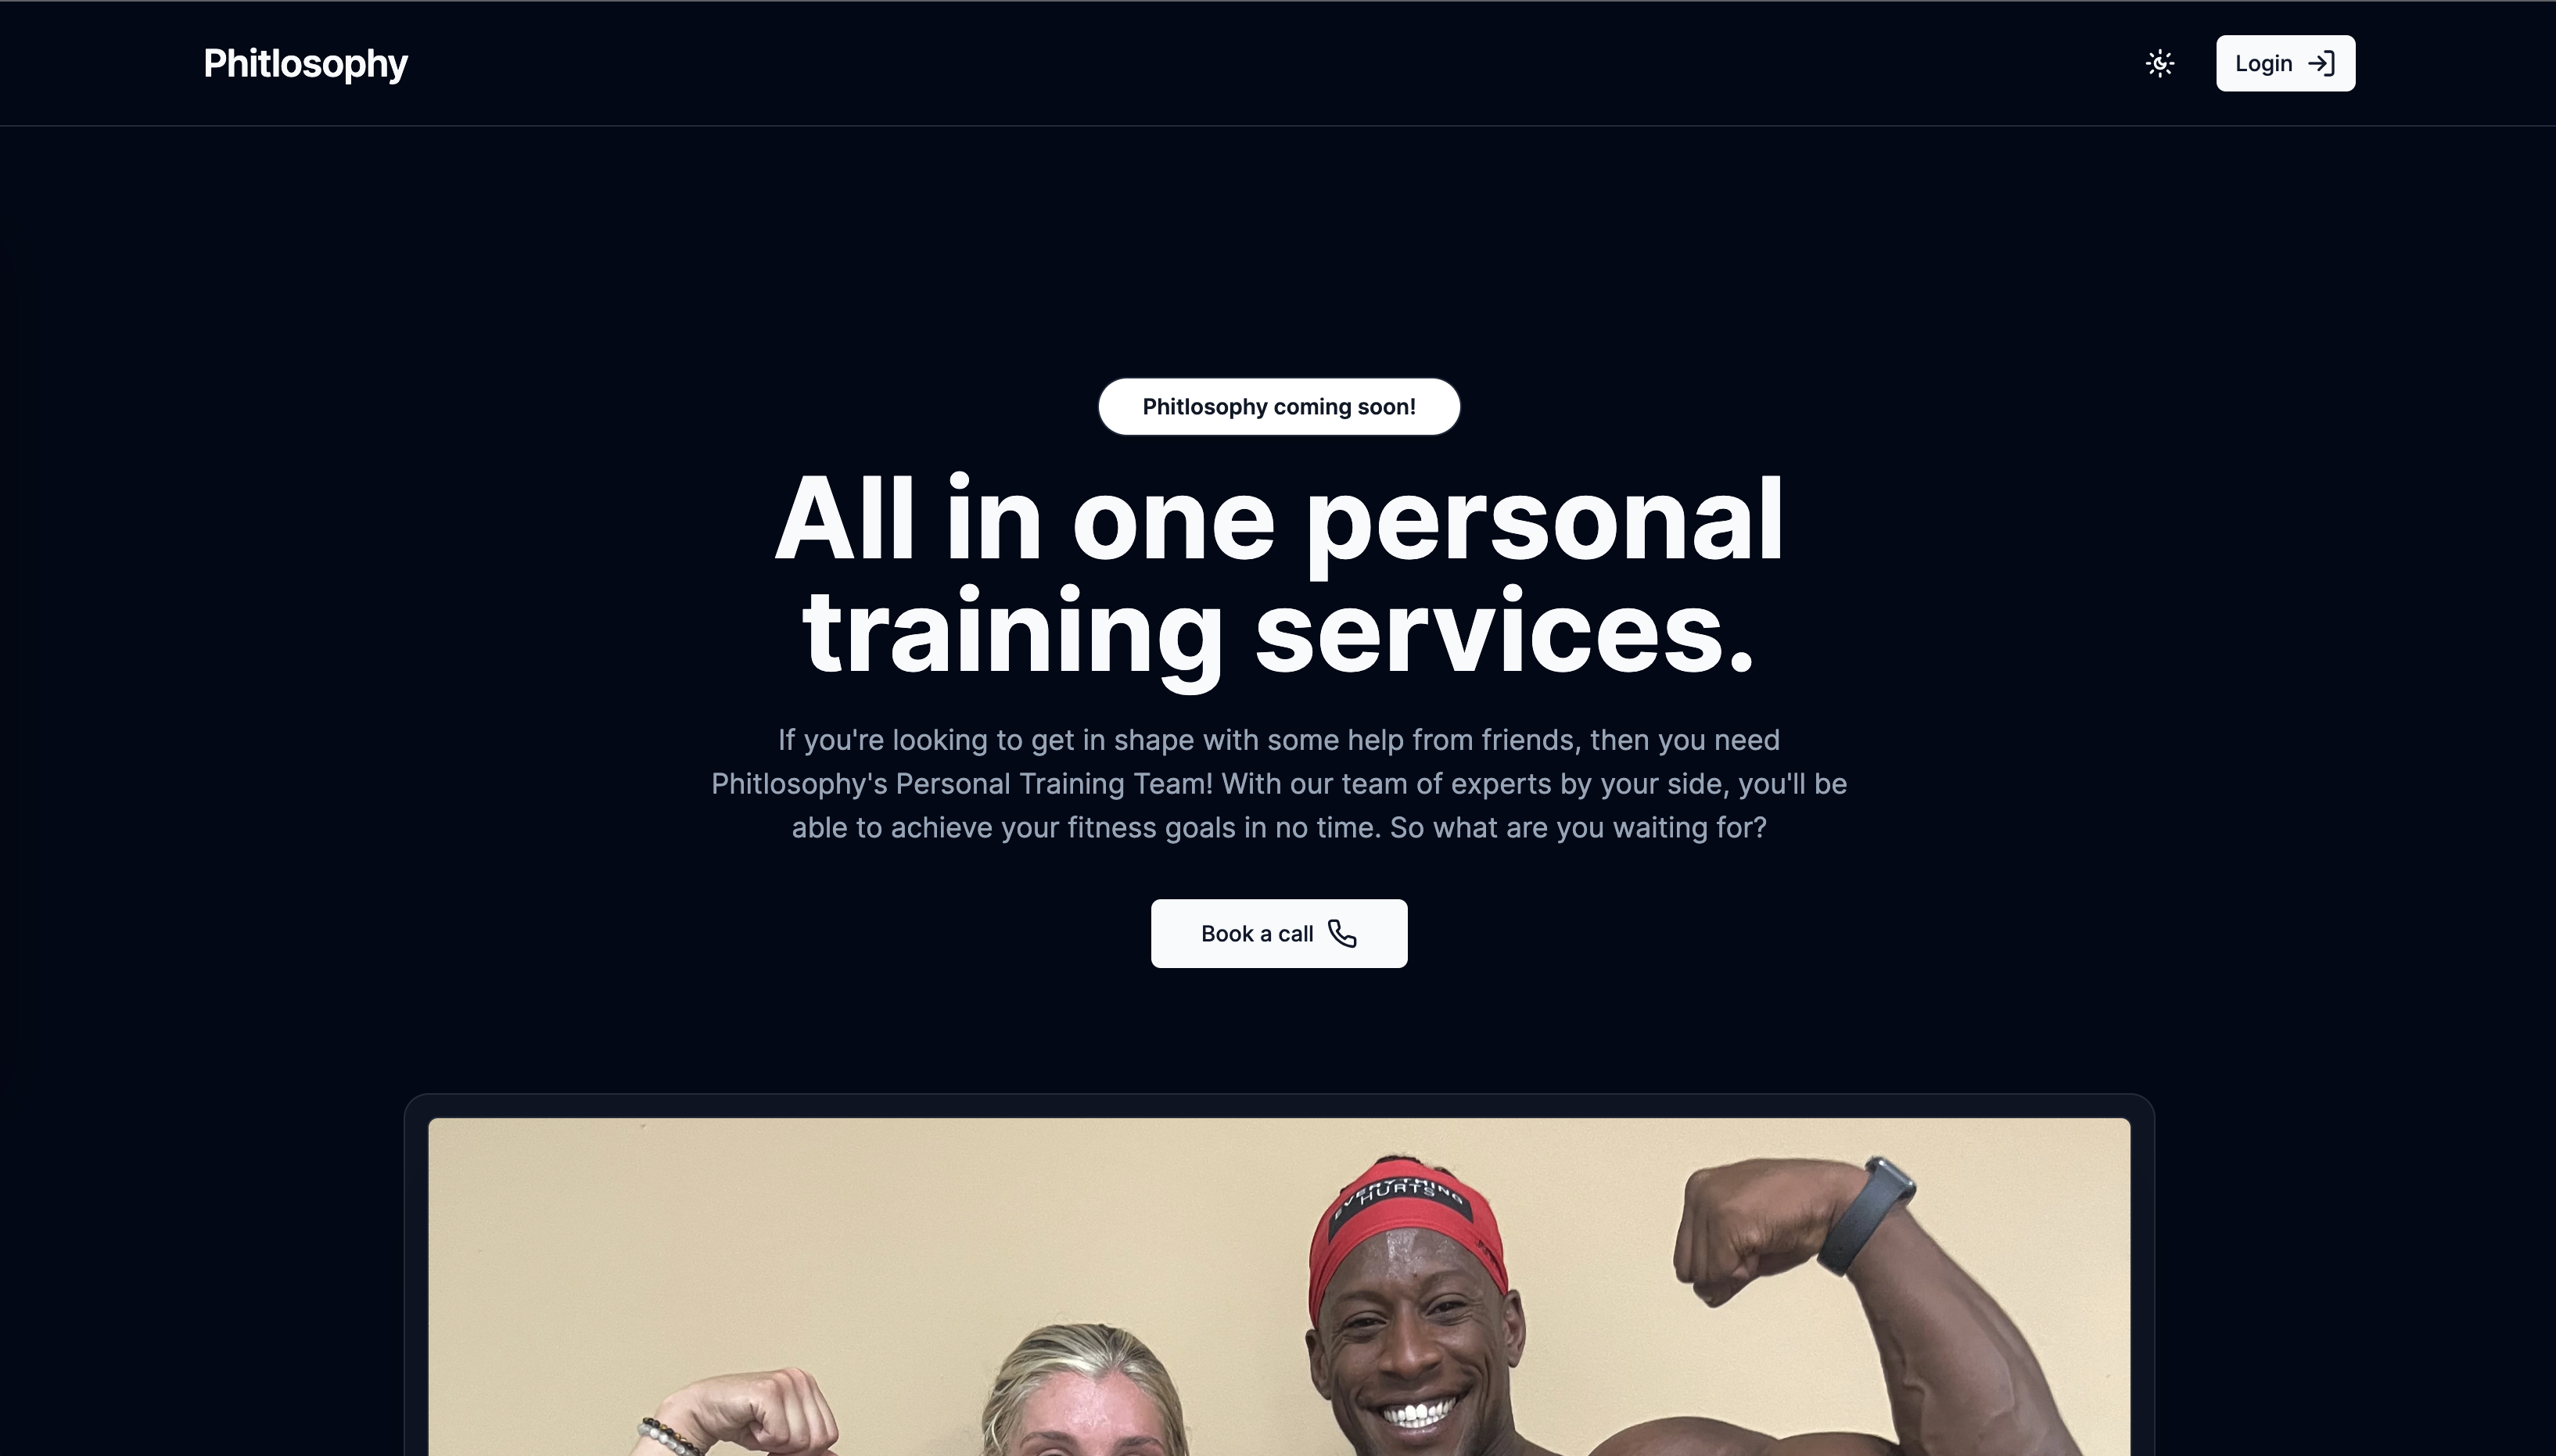 Phitlosophy
Login
Phitlosophy coming soon!
All in one personal
training services.
If you're looking to get in shape with some help from friends, then you need
Phitlosophy's Personal Training Team! With our team of experts by your side, you'll be
able to achieve your fitness goals in no time. So what are you waiting for?
Book a call
EVERYTHING
HURTS